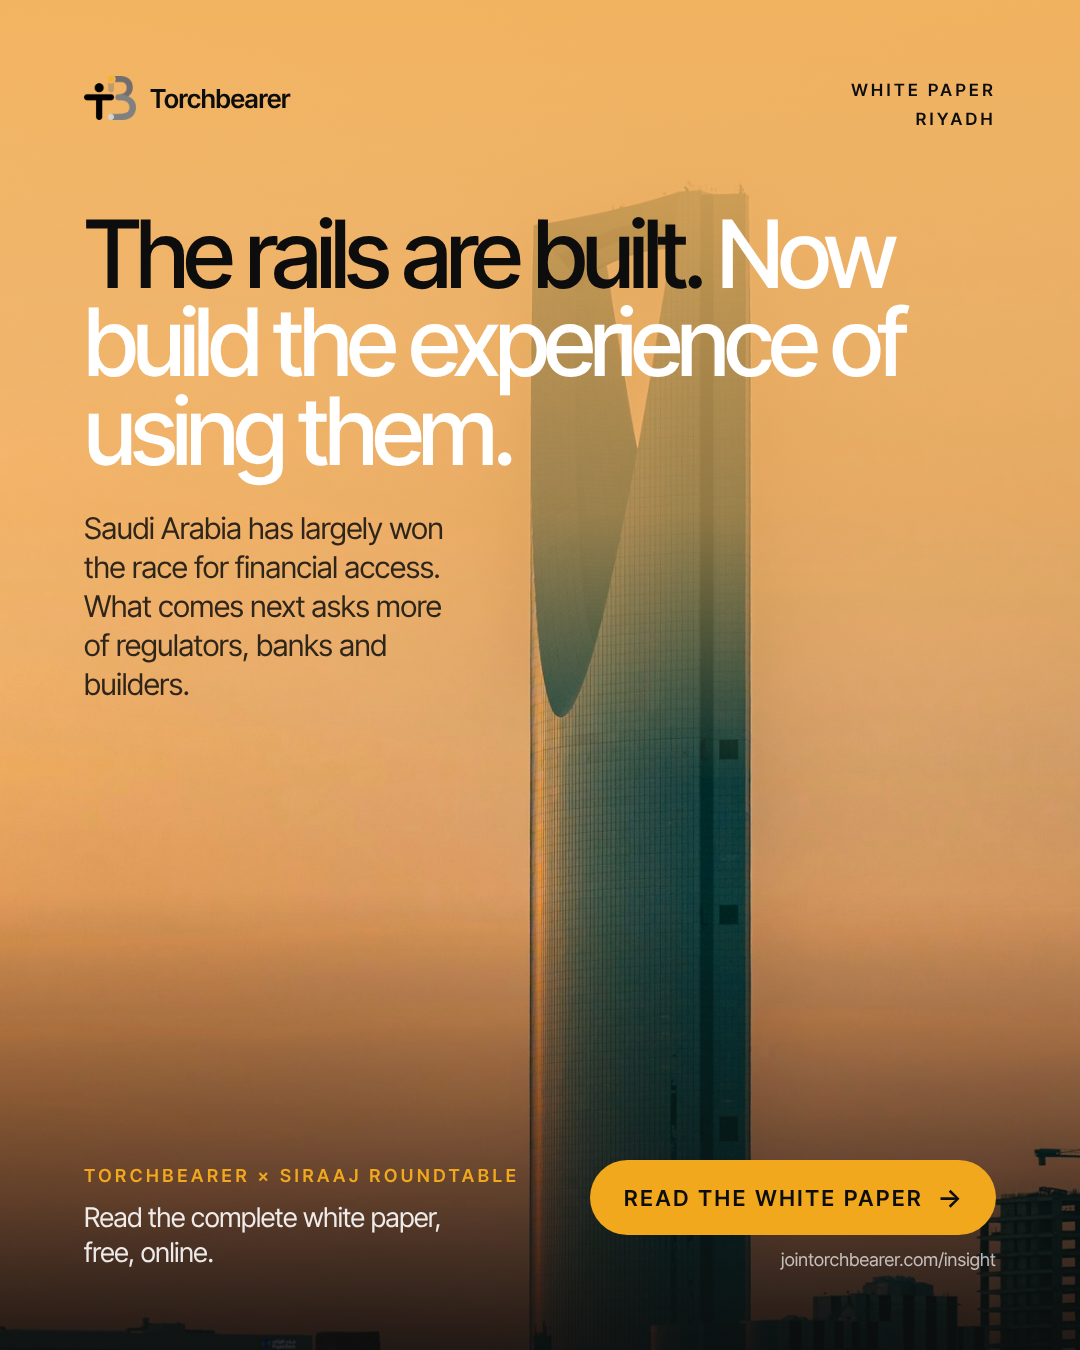 Torchbearer
WHITE PAPER
RIYADH
The rails are built. Now
build the experience of
using them.
Saudi Arabia has largely won
the race for financial access.
What comes next asks more
of regulators, banks and
builders.
TORCHBEARER × SIRAAJ ROUNDTABLE
Read the complete white paper,
free, online.
READ THE WHITE PAPER →
jointorchbearer.com/insight